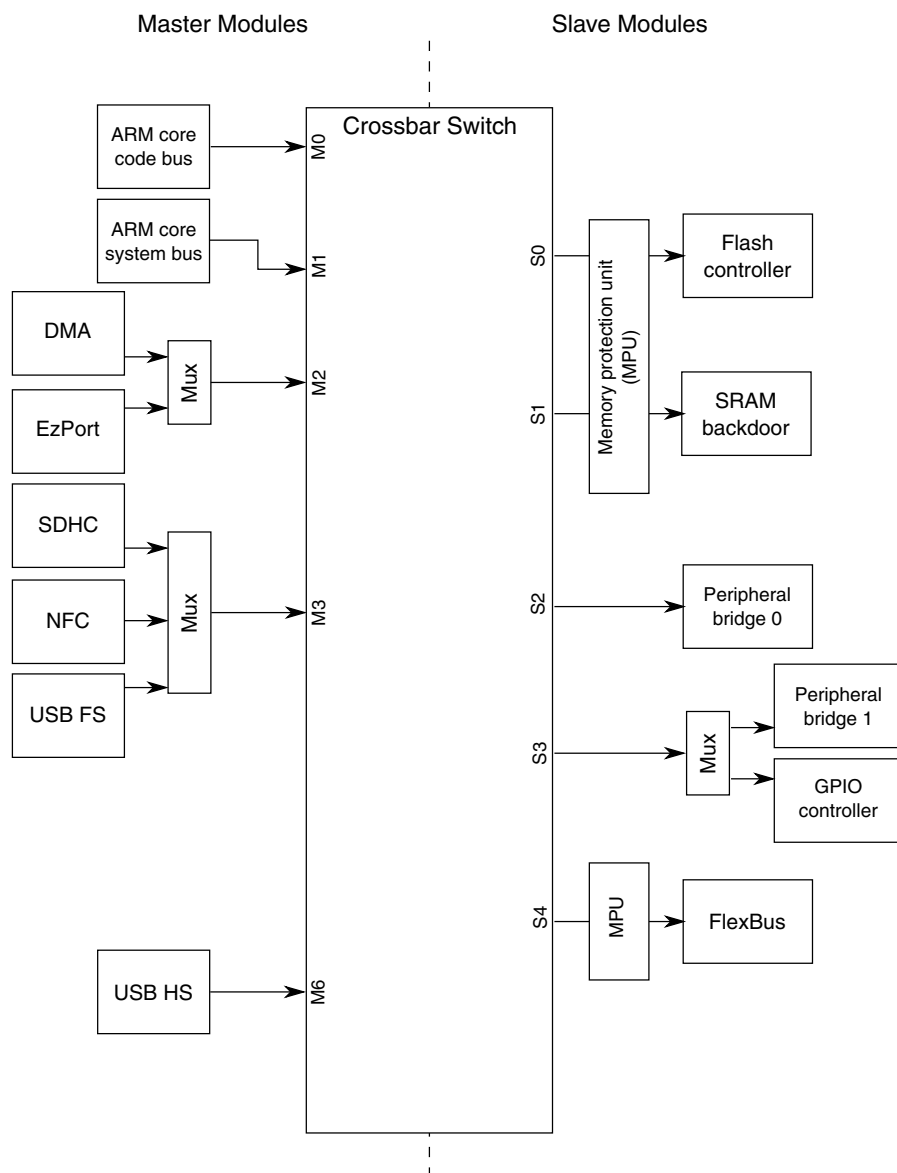 Master Modules
Slave Modules
Crossbar Switch
ARM core
code bus
M0
ARM core
system bus
M1
DMA
EzPort
Mux
M2
SDHC
NFC
USB FS
Mux
M3
USB HS
M6
S0
S1
Memory protection unit
(MPU)
Flash
controller
SRAM
backdoor
S2
Peripheral
bridge 0
S3
Mux
Peripheral
bridge 1
GPIO
controller
S4
MPU
FlexBus